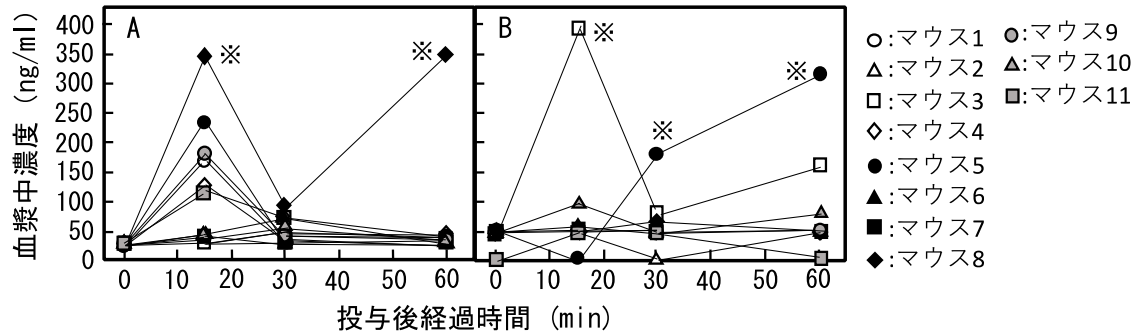 血漿中濃度 (ng/ml)
400
350
300
250
200
150
100
50
0
A
※
※
0 10 20 30 40 50 60
B
※
※
※
0 10 20 30 40 50 60
投与後経過時間 (min)
:マウス1
:マウス2
:マウス3
:マウス4
:マウス5
:マウス6
:マウス7
:マウス8
:マウス9
:マウス10
:マウス11